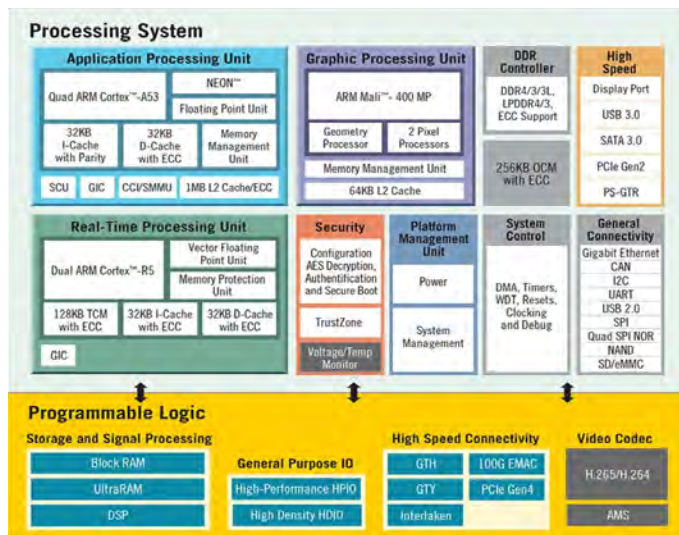 Processing System
Application Processing Unit
Quad ARM Cortex™-A53
NEON™
Floating Point Unit
32KB
I-Cache
with Parity
32KB
D-Cache
with ECC
Memory
Management
Unit
SCU
GIC
CCI/SMMU
1MB L2 Cache/ECC
Graphic Processing Unit
ARM Mali™- 400 MP
Geometry
Processor
2 Pixel
Processors
Memory Management Unit
64KB L2 Cache
DDR
Controller
DDR4/3/3L,
LPDDR4/3,
ECC Support
256KB OCM
with ECC
High
Speed
Display Port
USB 3.0
SATA 3.0
PCIe Gen2
PS-GTR
Real-Time Processing Unit
Dual ARM Cortex™-R5
Vector Floating
Point Unit
Memory Protection
Unit
128KB TCM
with ECC
32KB I-Cache
with ECC
32KB D-Cache
with ECC
GIC
Security
Configuration
AES Decryption,
Authentification
and Secure Boot
TrustZone
Voltage/Temp
Monitor
Platform
Management
Unit
Power
System
Management
System
Control
DMA, Timers,
WDT, Resets,
Clocking
and Debug
General
Connectivity
Gigabit Ethernet
CAN
I2C
UART
USB 2.0
SPI
Quad SPI NOR
NAND
SD/eMMC
Programmable Logic
Storage and Signal Processing
Block RAM
UltraRAM
DSP
General Purpose IO
High-Performance HPIO
High Density HDIO
High Speed Connectivity
GTH
100G EMAC
GTY
PCIe Gen4
Interlaken
Video Codec
H.265/H.264
AMS